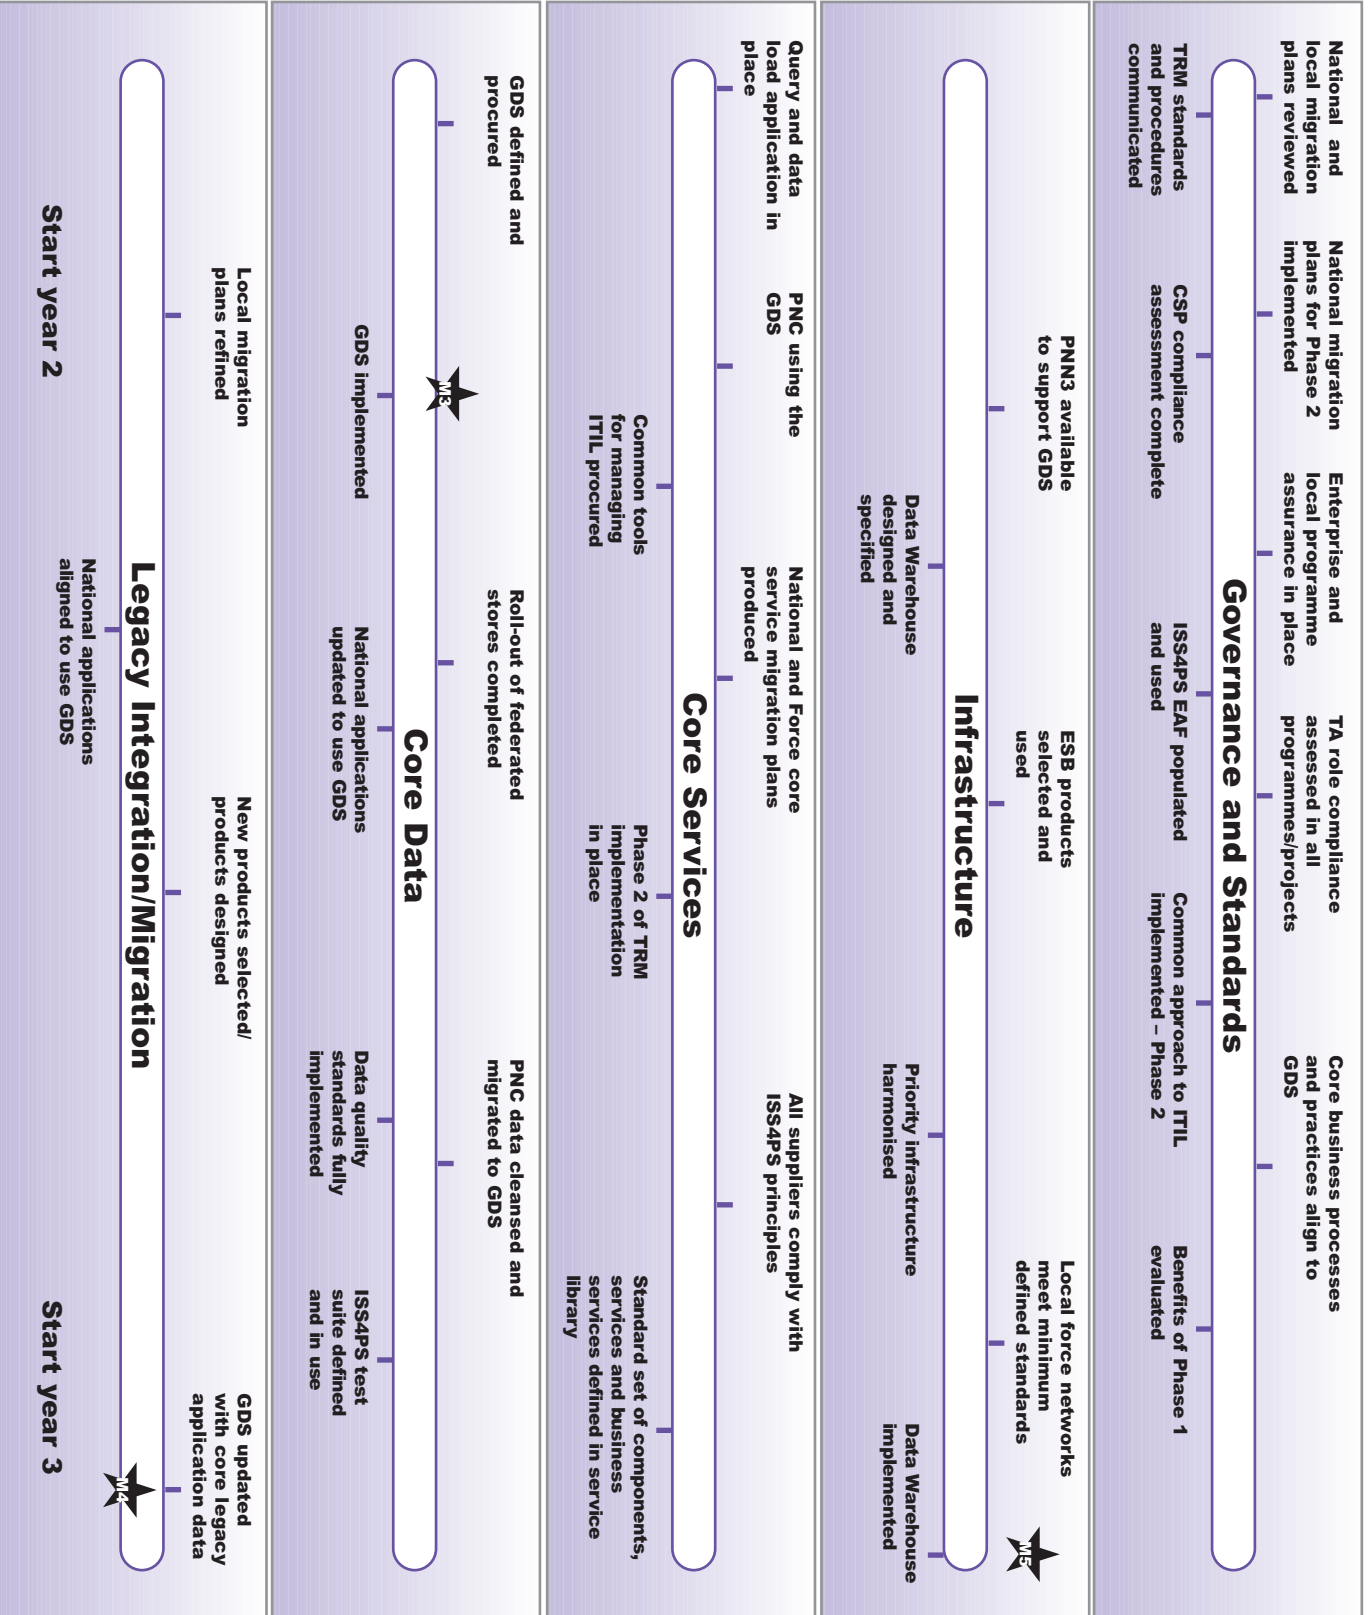 National and
local migration
plans reviewed
National migration
plans for Phase 2
implemented
Enterprise and
local programme
assurance in place
TA role compliance
assessed in all
programmes/projects
Core business processes
and practices align to
GDS
Governance and Standards
TRM standards
and procedures
communicated
CSP compliance
assessment complete
ISS4PS EAF populated
and used
Common approach to ITIL
implemented – Phase 2
Benefits of Phase 1
evaluated
PNN3 available
to support GDS
ESB products
selected and
used
Local force networks
meet minimum
defined standards
M5
Infrastructure
Data Warehouse
designed and
specified
Priority infrastructure
harmonised
Data Warehouse
implemented
Query and data
load application in
place
PNC using the
GDS
National and Force core
service migration plans
produced
All suppliers comply with
ISS4PS principles
Core Services
Common tools
for managing
ITIL procured
Phase 2 of TRM
implementation
in place
Standard set of components,
services and business
services defined in service
library
GDS defined and
procured
M3
Roll-out of federated
stores completed
PNC data cleansed and
migrated to GDS
Core Data
GDS implemented
National applications
updated to use GDS
Data quality
standards fully
implemented
ISS4PS test
suite defined
and in use
Local migration
plans refined
New products selected/
products designed
GDS updated
with core legacy
application data
Legacy Integration/Migration
M4
National applications
aligned to use GDS
Start year 2
Start year 3